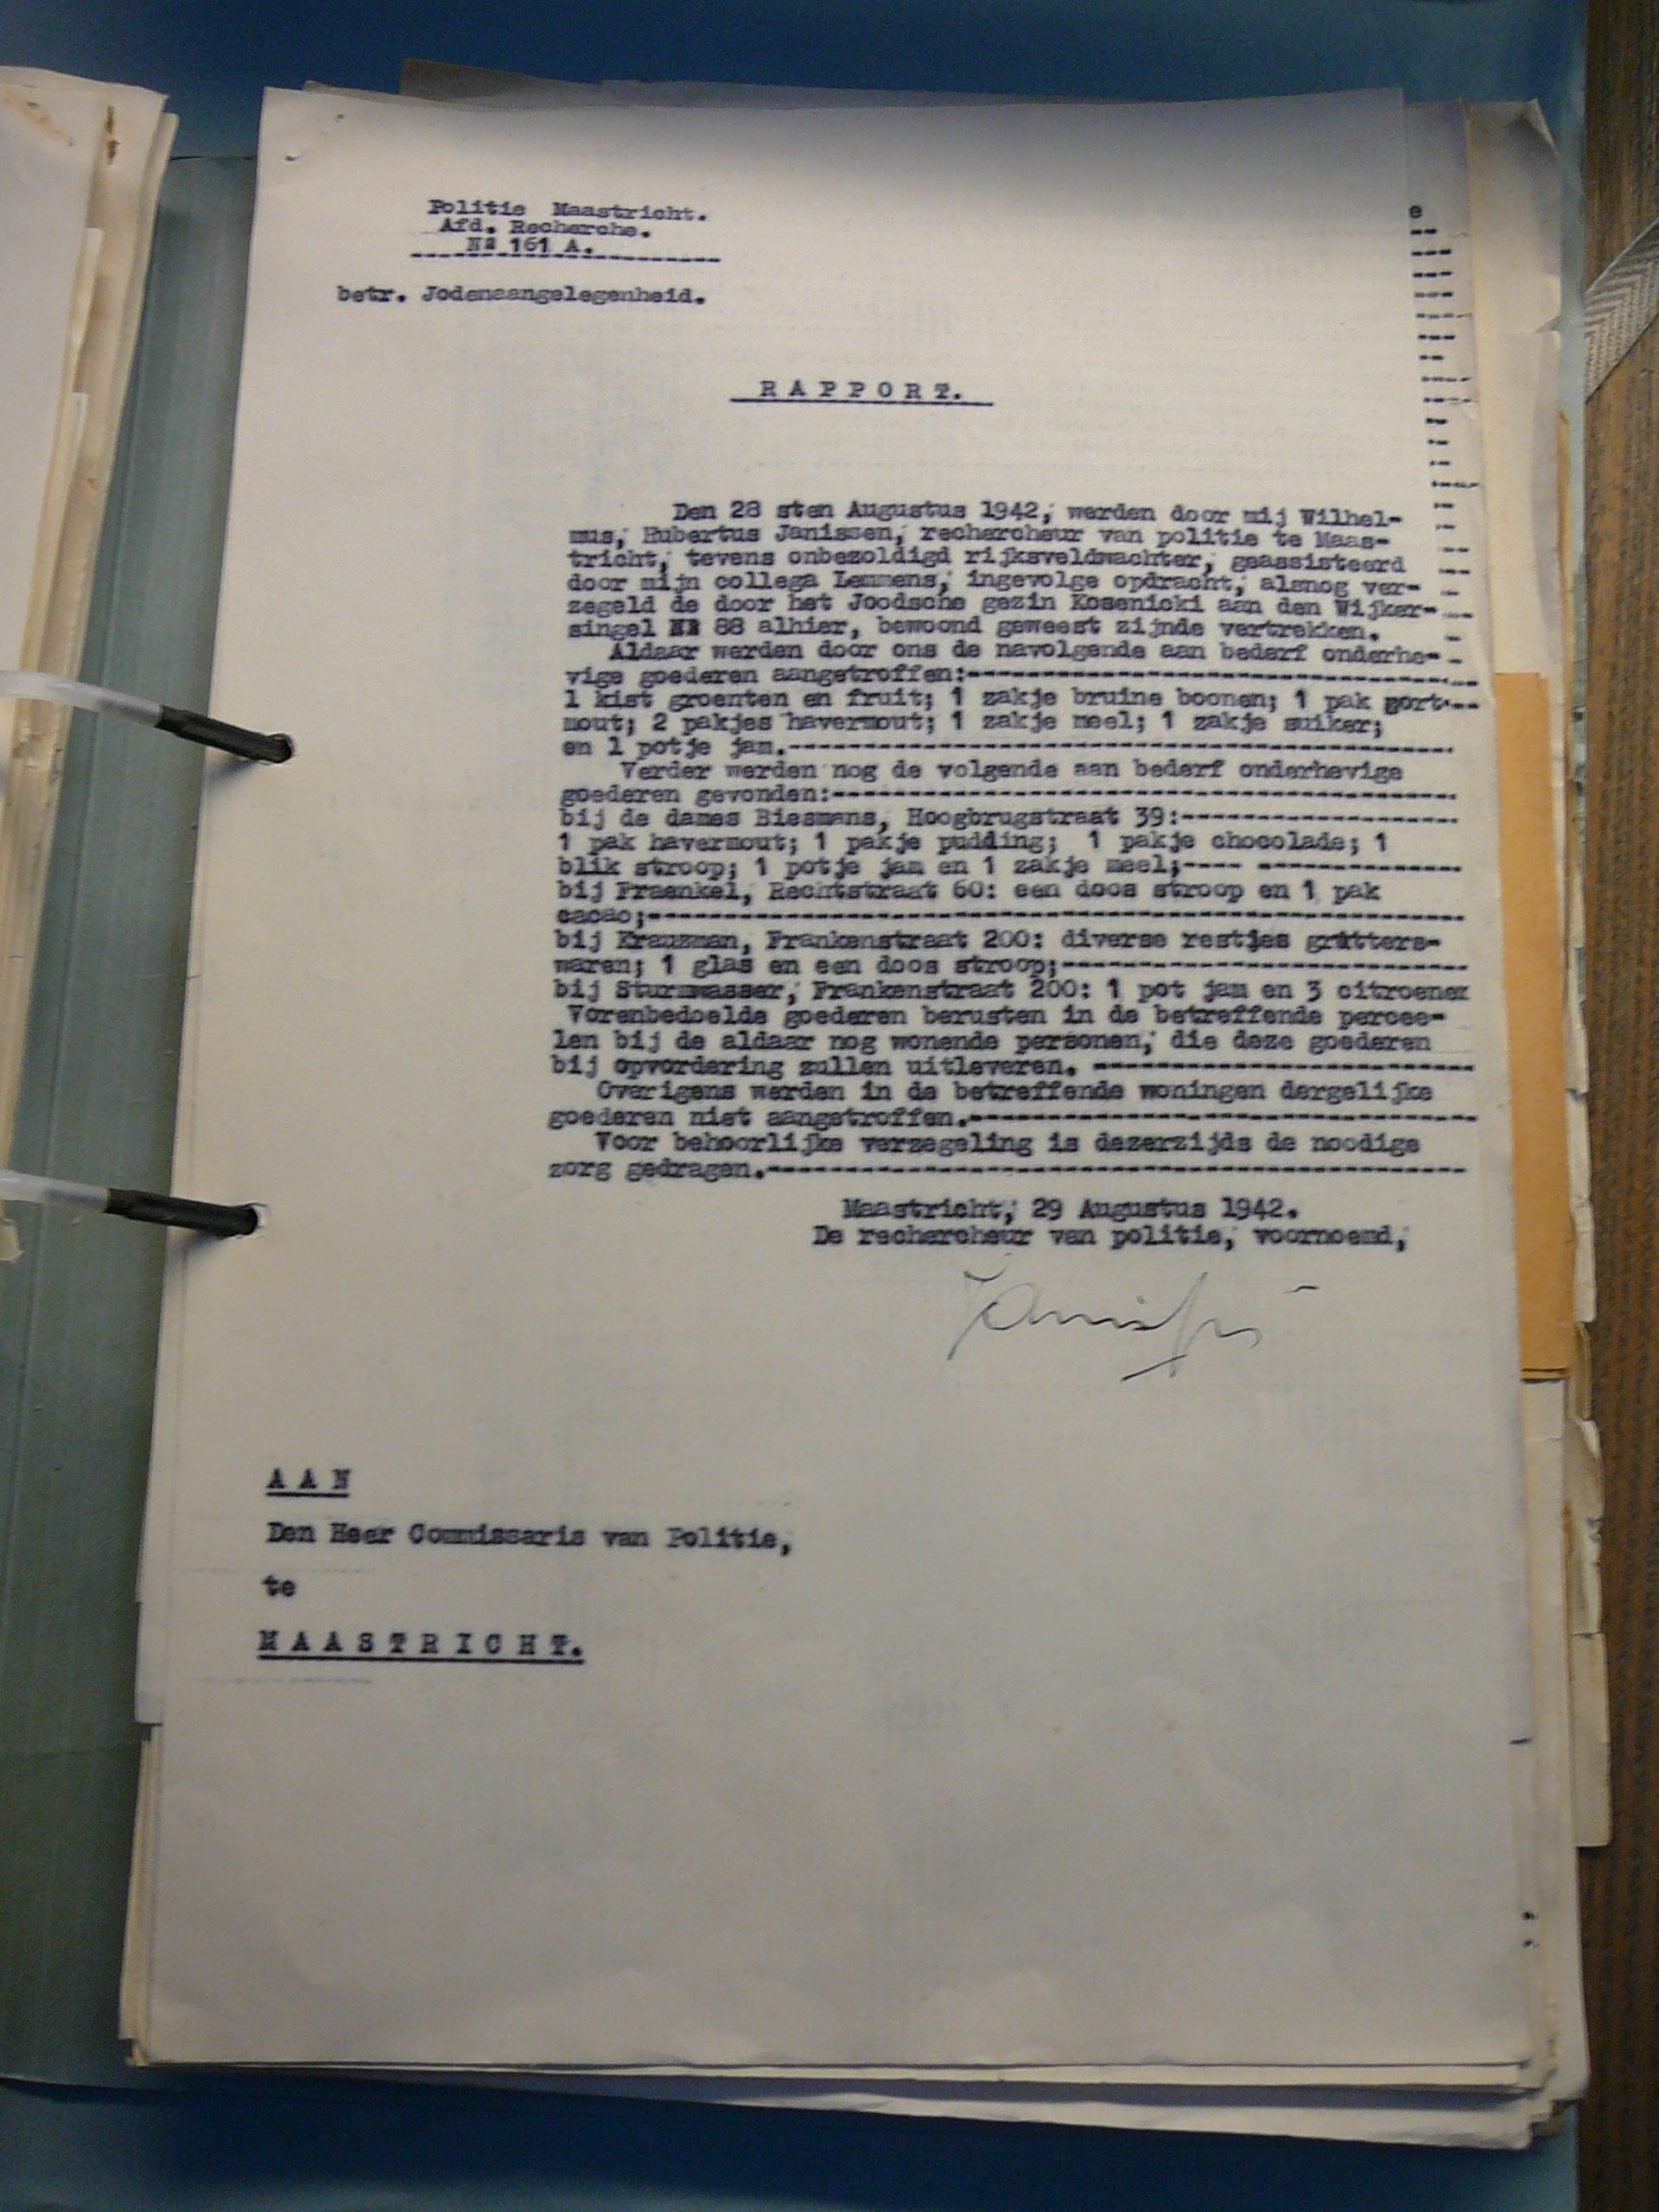 Politie Maastricht.
Afd. Recherche.
Nº 161 A.
betr. Jodenaangelegenheid.
RAPPORT.
Den 28 sten Augustus 1942, werden door mij Wilhel-
mus, Hubertus Janissen, rechercheur van politie te Maas-
tricht, tevens onbezoldigd rijksveldwachter, geassisteerd
door mijn collega Lemmens, ingevolge opdracht, alsnog ver-
zegeld de door het Joodsche gezin Kosenicki aan den Wijker-
singel Nº 88 alhier, bewoond geweest zijnde vertrekken.
Aldaar werden door ons de navolgende aan bederf onderhe-
vige goederen aangetroffen:
1 kist groenten en fruit; 1 zakje bruine boonen; 1 pak gort-
mout; 2 pakjes havermout; 1 zakje meel; 1 zakje suiker;
en 1 potje jam.
Verder werden nog de volgende aan bederf onderhevige
goederen gevonden:
bij de dames Biesmans, Hoogbrugstraat 39:
1 pak havermout; 1 pakje pudding; 1 pakje chocolade; 1
blik stroop; 1 potje jam en 1 zakje meel;
bij Fraenkel, Rechtstraat 60: een doos stroop en 1 pak
cacao;
bij Krauzman, Frankenstraat 200: diverse restjes grutters-
waren; 1 glas en een doos stroop;
bij Sturmwasser, Frankenstraat 200: 1 pot jam en 3 citroenen
Vorenbedoelde goederen berusten in de betreffende percee-
len bij de aldaar nog wonende personen, die deze goederen
bij opvordering zullen uitleveren.
Overigens werden in de betreffende woningen dergelijke
goederen niet aangetroffen.
Voor behoorlijke verzegeling is dezerzijds de noodige
zorg gedragen.
Maastricht, 29 Augustus 1942.
De rechercheur van politie, voornoemd,
AAN
Den Heer Commissaris van Politie,
te
MAASTRICHT.